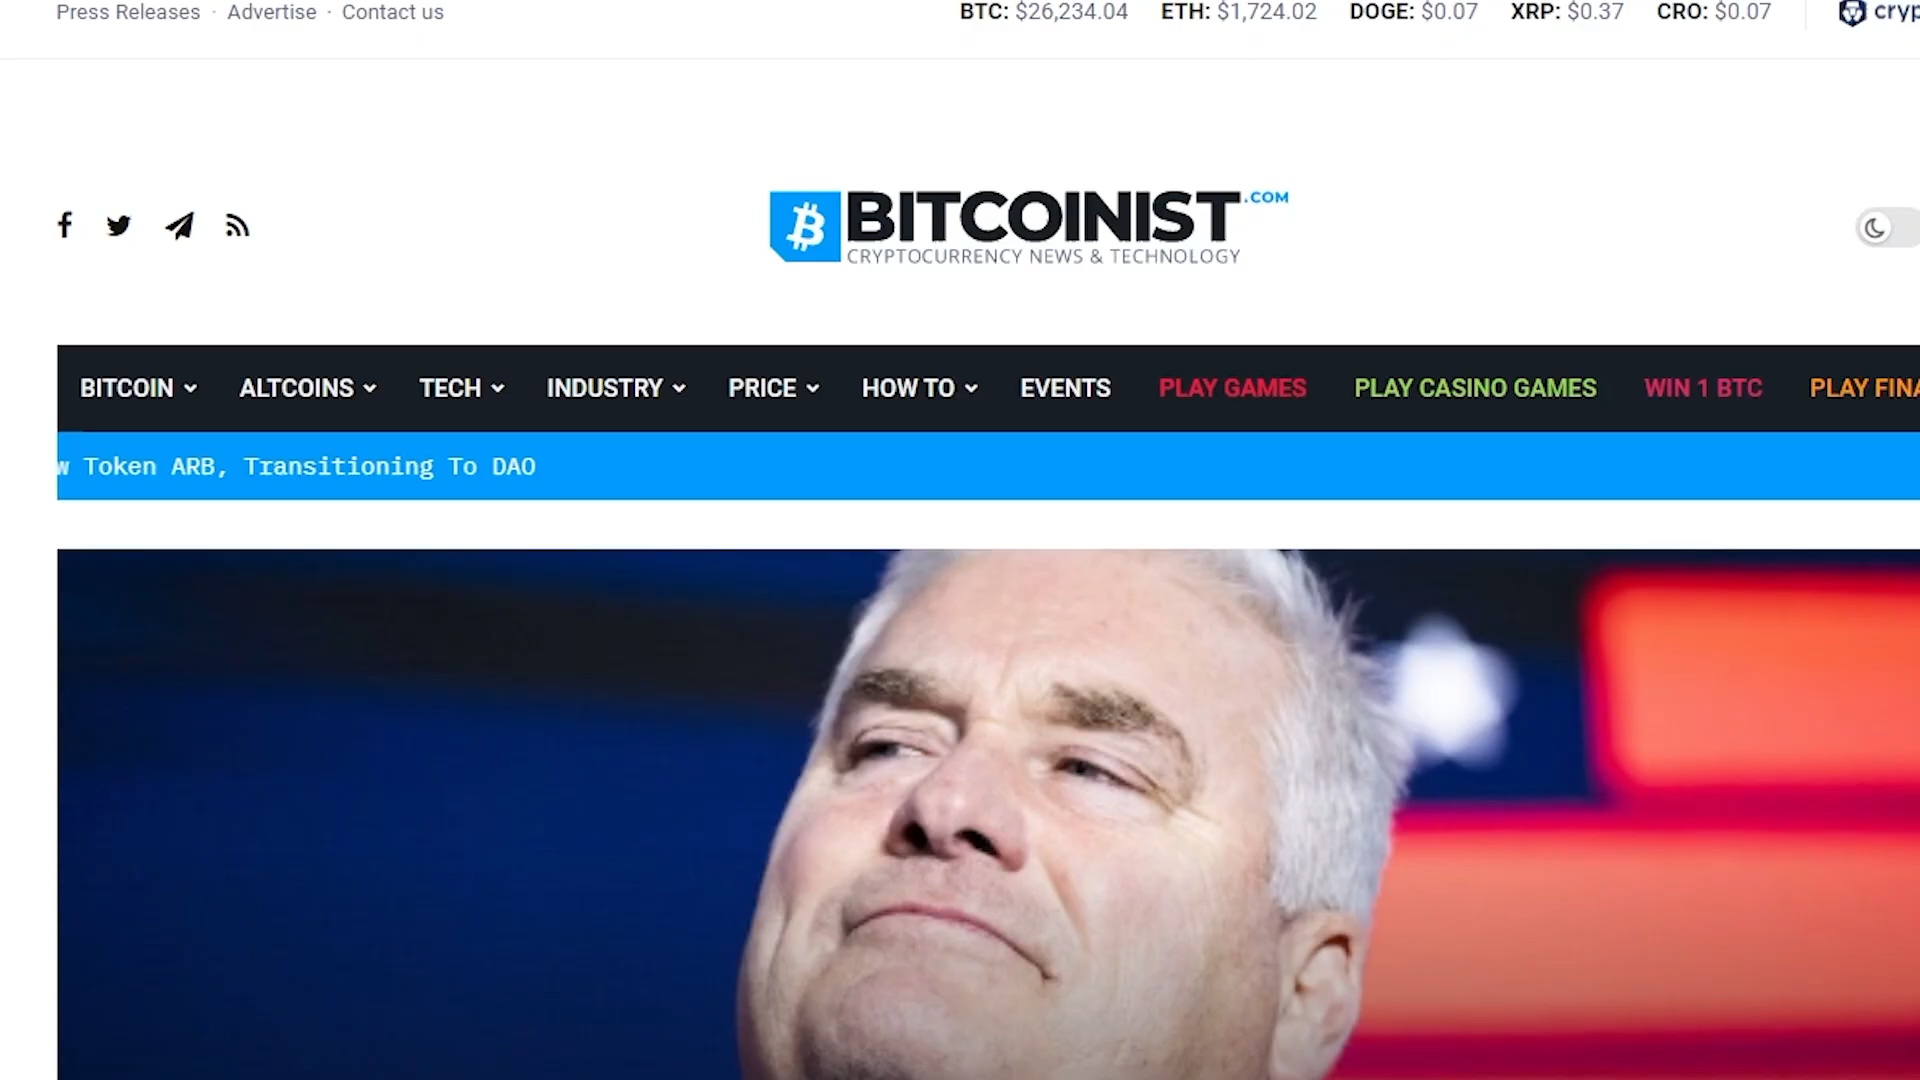 Press Releases · Advertise · Contact us
BTC: $26,234.04 ETH: $1,724.02 DOGE: $0.07 XRP: $0.37 CRO: $0.07
BITCOINIST.COM
CRYPTOCURRENCY NEWS & TECHNOLOGY
BITCOIN ALTCOINS TECH INDUSTRY PRICE HOW TO EVENTS PLAY GAMES PLAY CASINO GAMES WIN 1 BTC PLAY
Token ARB, Transitioning To DAO